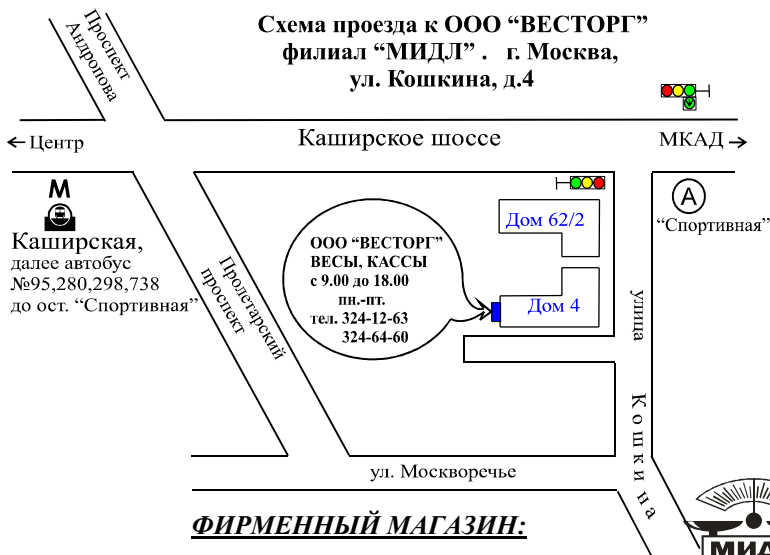 Схема проезда к ООО “ВЕСТОРГ”
филиал “МИДЛ” . г. Москва,
ул. Кошкина, д.4
Проспект
Андропова
Центр
Каширское шоссе
МКАД
М
Каширская,
далее автобус
№95,280,298,738
до ост. “Спортивная”
Пролетарский
проспект
ООО “ВЕСТОРГ”
ВЕСЫ, КАССЫ
с 9.00 до 18.00
пн.-пт.
тел. 324-12-63
324-64-60
Дом 62/2
Дом 4
А
“Спортивная”
улица
Кошкина
ул. Москворечье
ФИРМЕННЫЙ МАГАЗИН: